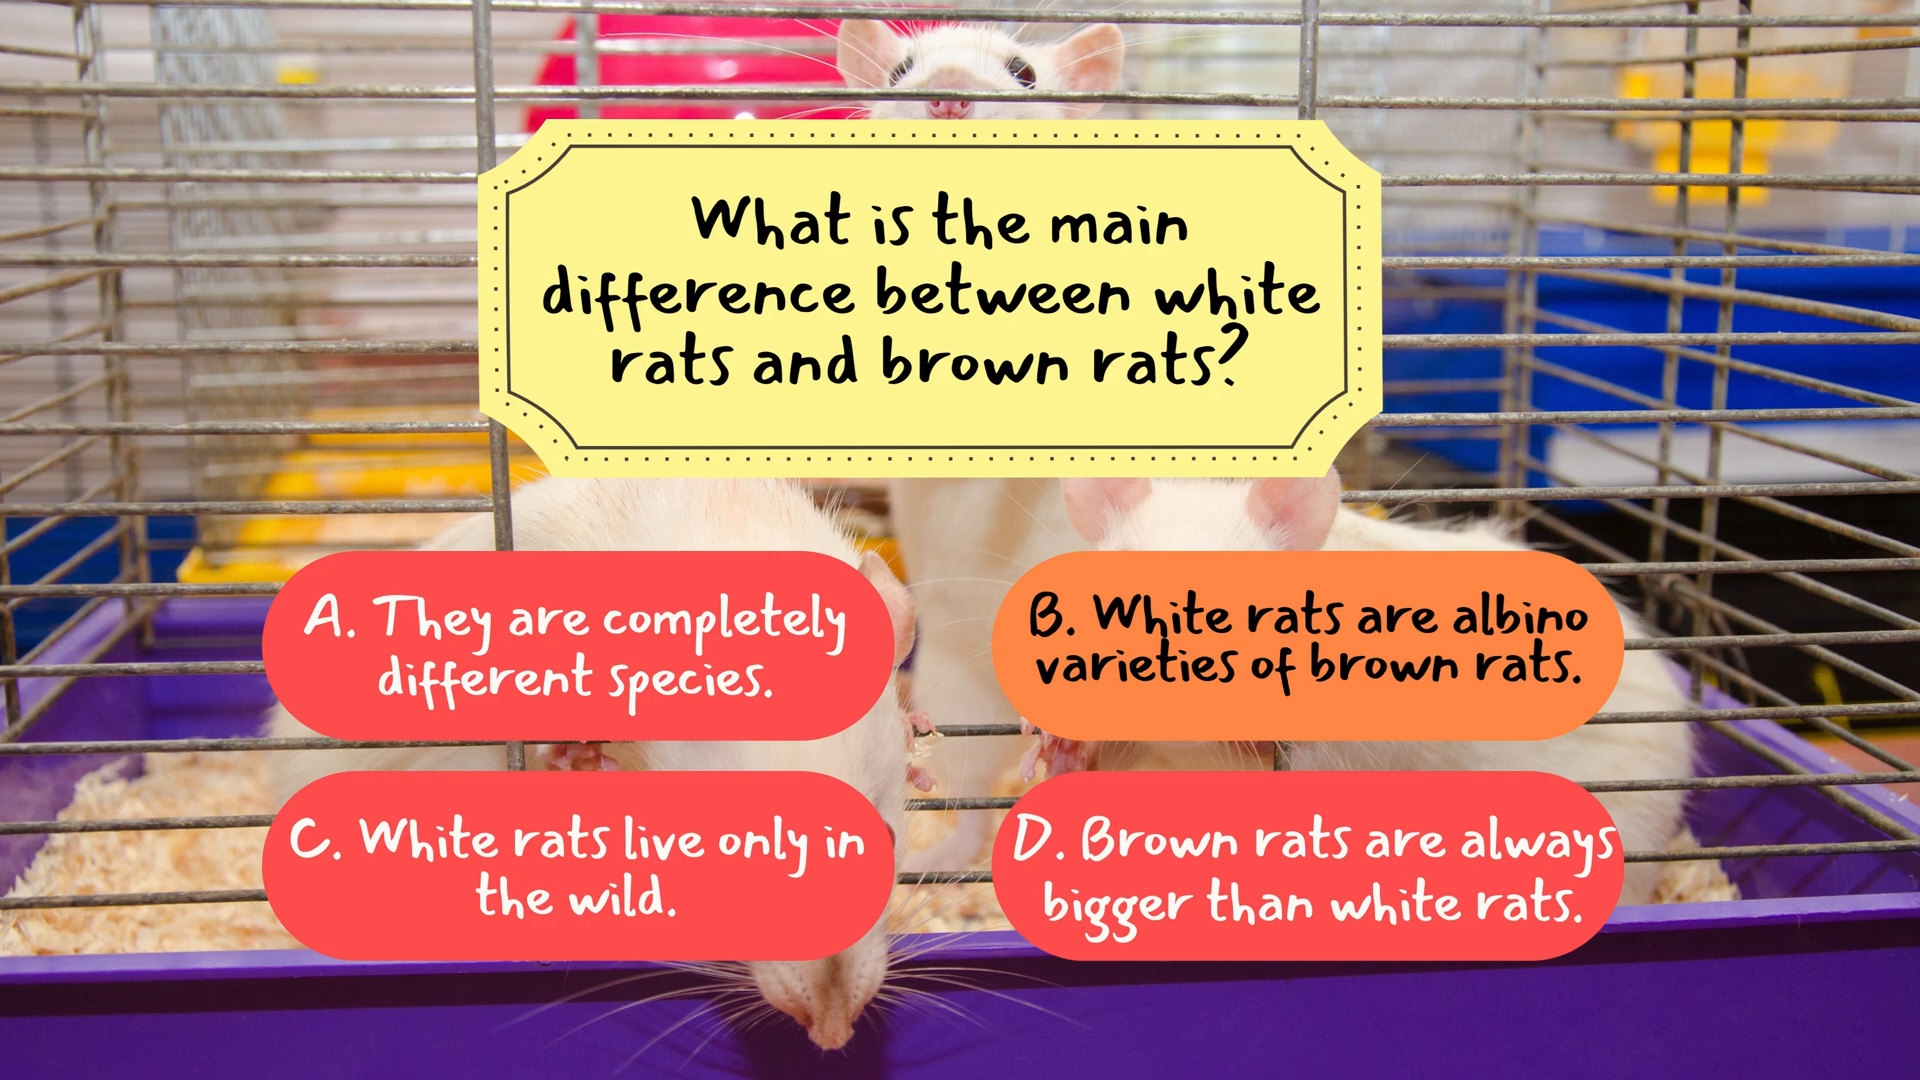 What is the main
difference between white
rats and brown rats?
A. They are completely
different species.
B. White rats are albino
varieties of brown rats.
C. White rats live only in
the wild.
D. Brown rats are always
bigger than white rats.